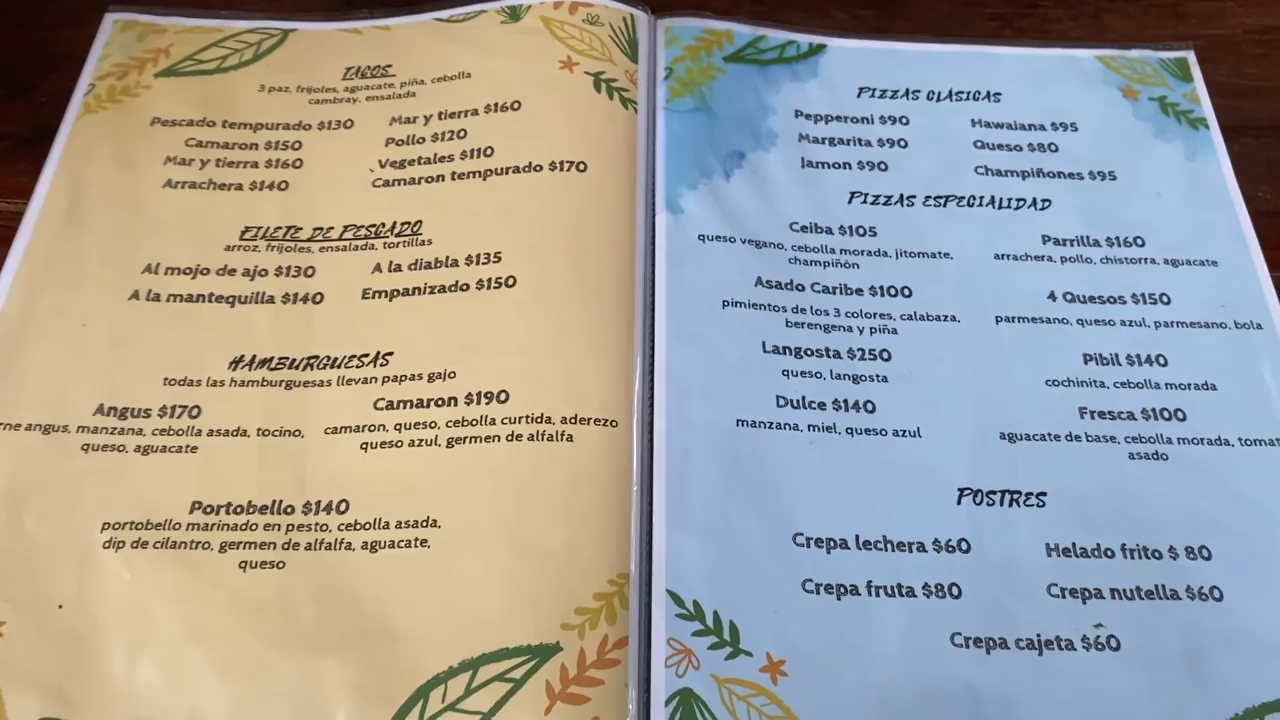 TACOS
3 paz, frijoles, aguacate, piña, cebolla
cambray, ensalada
Pescado tempurado $130
Camaron $150
Mar y tierra $160
Arrachera $140
Mar y tierra $160
Pollo $120
Vegetales $110
Camaron tempurado $170
FILETE DE PESCADO
arroz, frijoles, ensalada, tortillas
Al mojo de ajo $130
A la mantequilla $140
A la diabla $135
Empanizado $150
HAMBURGUESAS
todas las hamburguesas llevan papas gajo
Angus $170
rne angus, manzana, cebolla asada, tocino,
queso, aguacate
Camaron $190
camaron, queso, cebolla curtida, aderezo
queso azul, germen de alfalfa
Portobello $140
portobello marinado en pesto, cebolla asada,
dip de cilantro, germen de alfalfa, aguacate,
queso
PIZZAS CLÁSICAS
Pepperoni $90
Margarita $90
Jamon $90
Hawaiana $95
Queso $80
Champiñones $95
PIZZAS ESPECIALIDAD
Ceiba $105
queso vegano, cebolla morada, jitomate,
champiñón
Asado Caribe $100
pimientos de los 3 colores, calabaza,
berengena y piña
Langosta $250
queso, langosta
Dulce $140
manzana, miel, queso azul
Parrilla $160
arrachera, pollo, chistorra, aguacate
4 Quesos $150
parmesano, queso azul, parmesano, bola
Pibil $140
cochinita, cebolla morada
Fresca $100
aguacate de base, cebolla morada, tomat
asado
POSTRES
Crepa lechera $60
Crepa fruta $80
Helado frito $ 80
Crepa nutella $60
Crepa cajeta $60